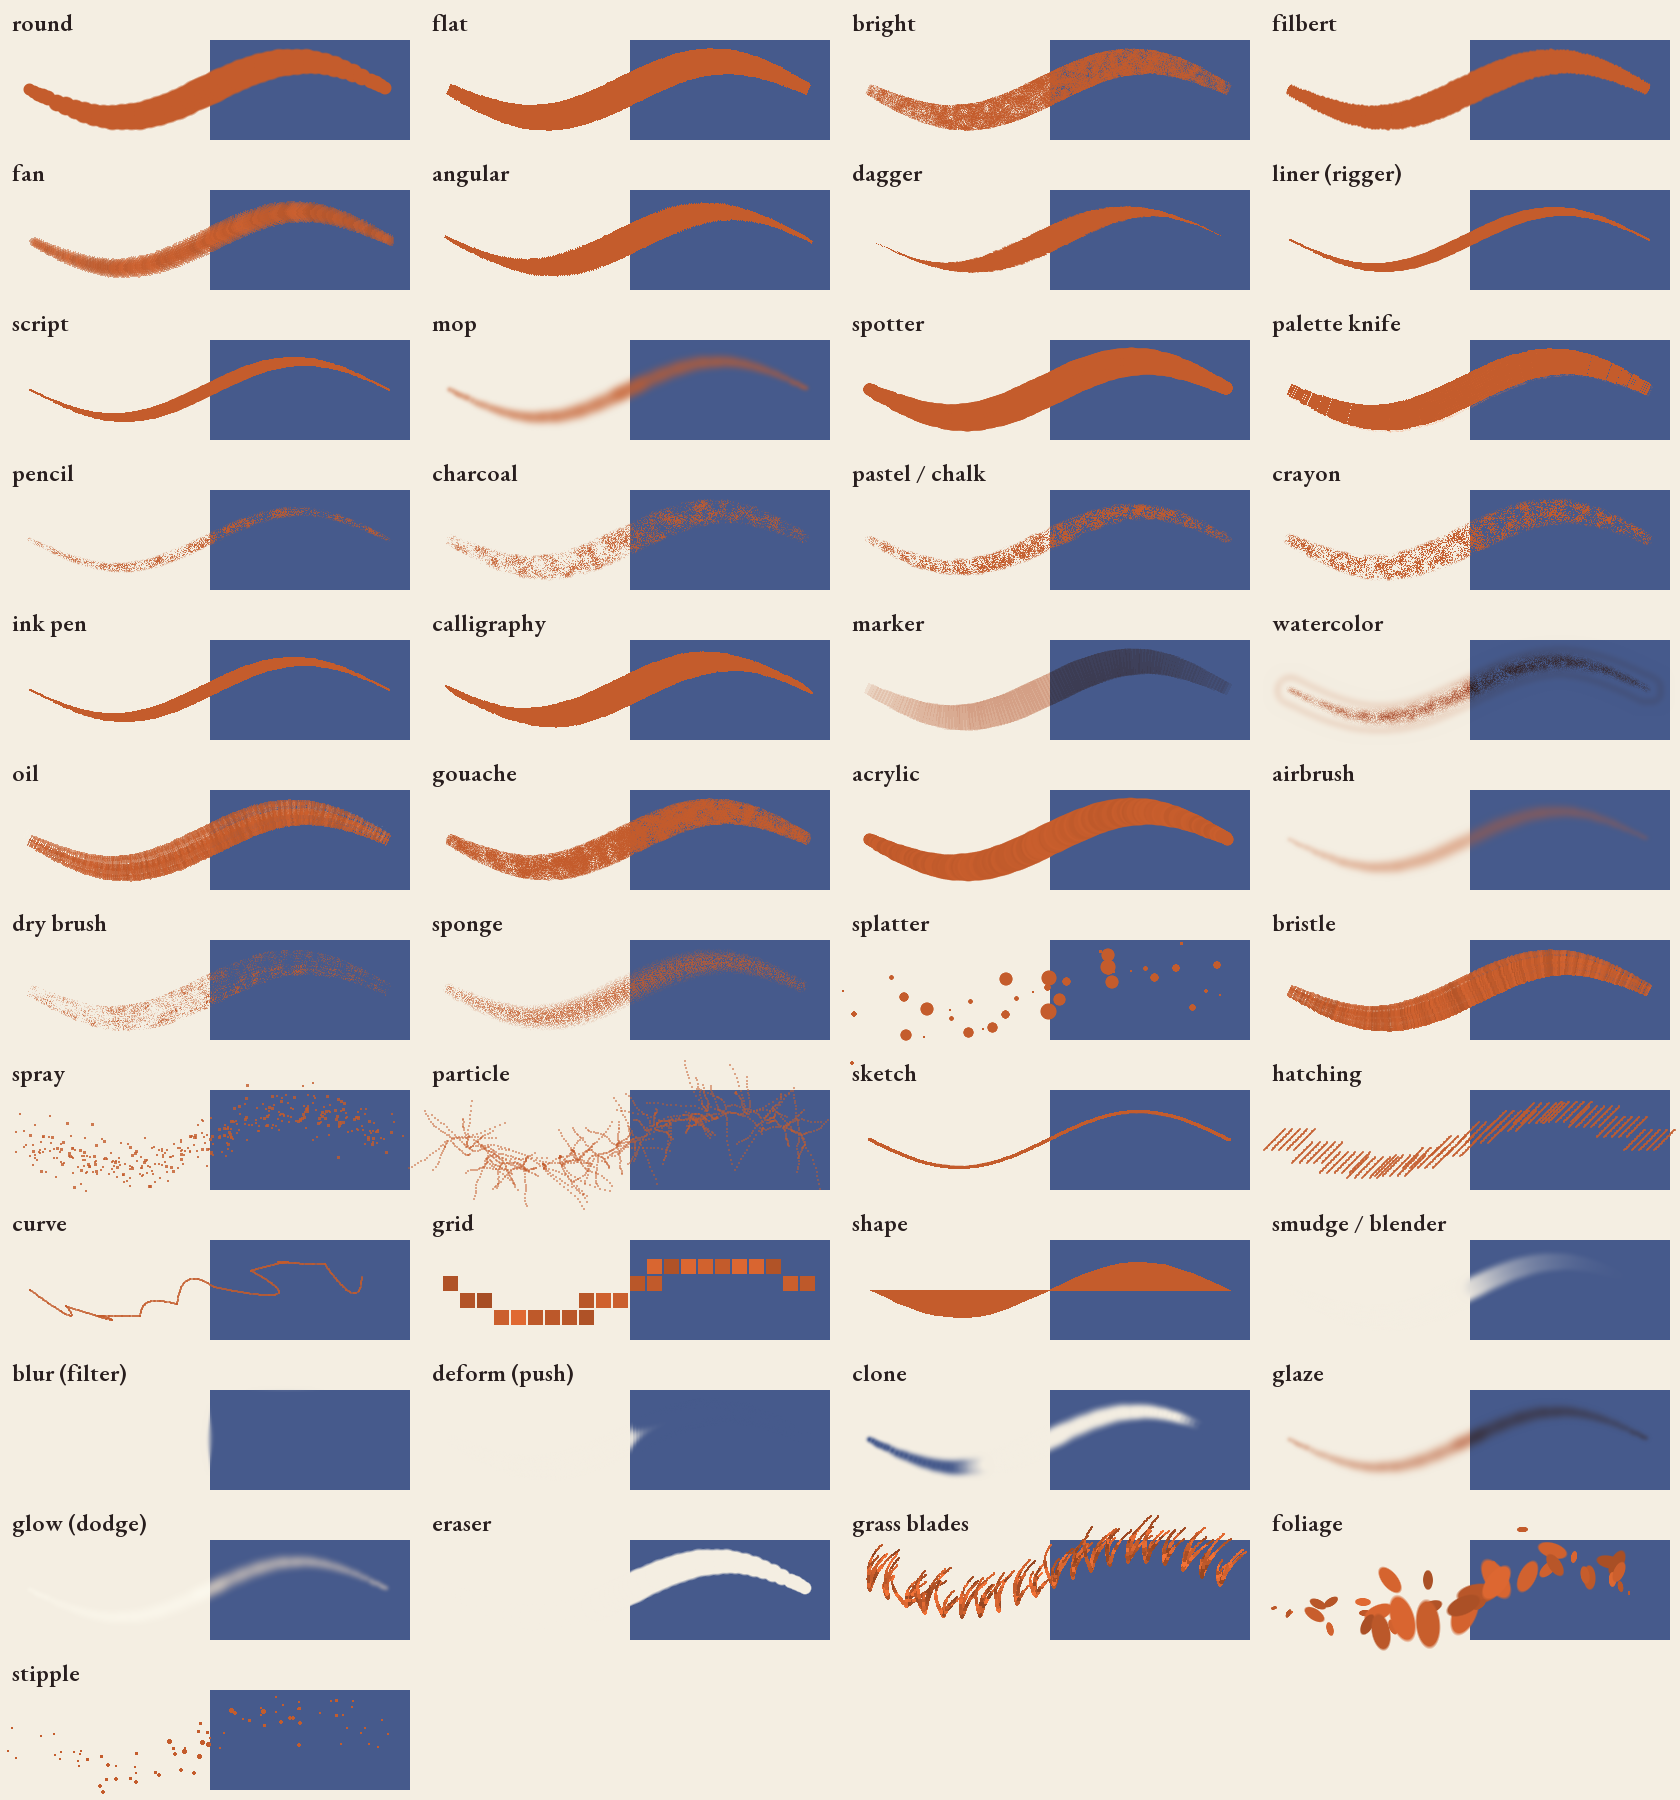 round
flat
bright
filbert
fan
angular
dagger
liner (rigger)
script
mop
spotter
palette knife
pencil
charcoal
pastel / chalk
crayon
ink pen
calligraphy
marker
watercolor
oil
gouache
acrylic
airbrush
dry brush
sponge
splatter
bristle
spray
particle
sketch
hatching
curve
grid
shape
smudge / blender
blur (filter)
deform (push)
clone
glaze
glow (dodge)
eraser
grass blades
foliage
stipple